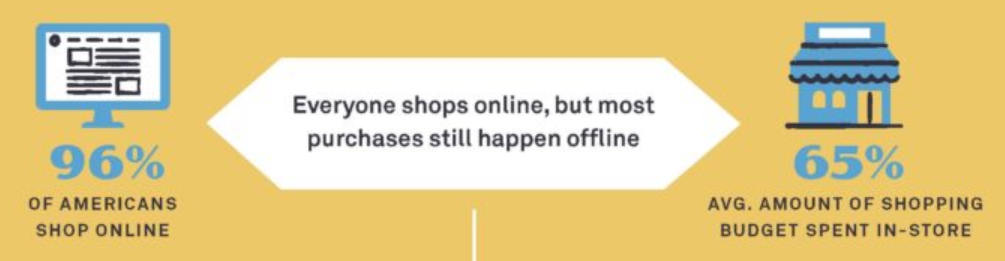 Everyone shops online, but most
purchases still happen offline
96%
OF AMERICANS
SHOP ONLINE
65%
AVG. AMOUNT OF SHOPPING
BUDGET SPENT IN-STORE